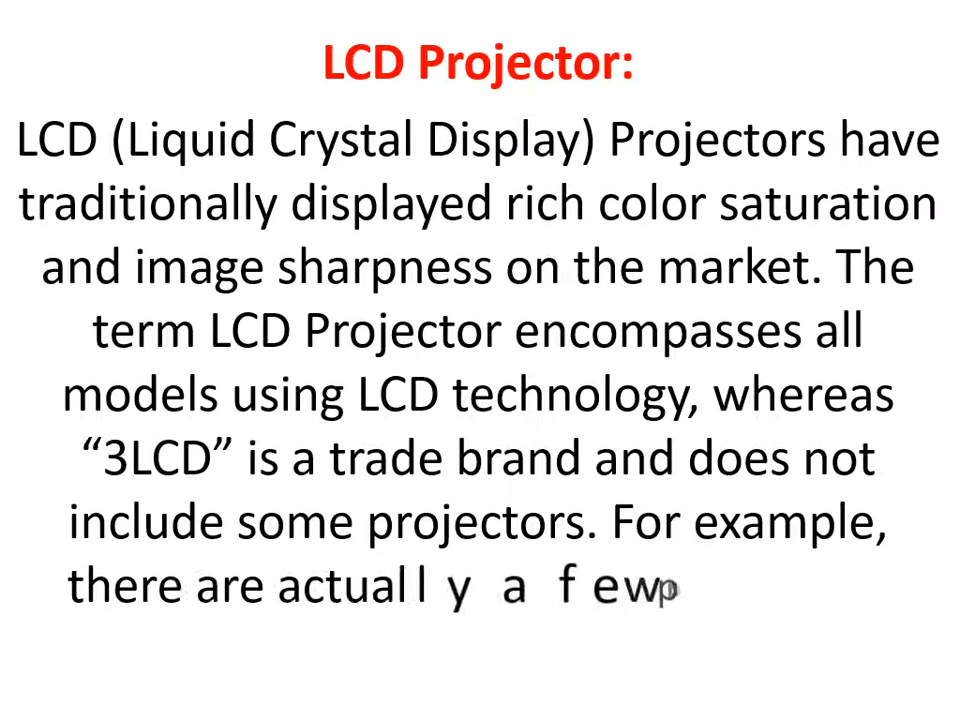 LCD Projector:
LCD (Liquid Crystal Display) Projectors have
traditionally displayed rich color saturation
and image sharpness on the market. The
term LCD Projector encompasses all
models using LCD technology, whereas
“3LCD” is a trade brand and does not
include some projectors. For example,
there are actually a few